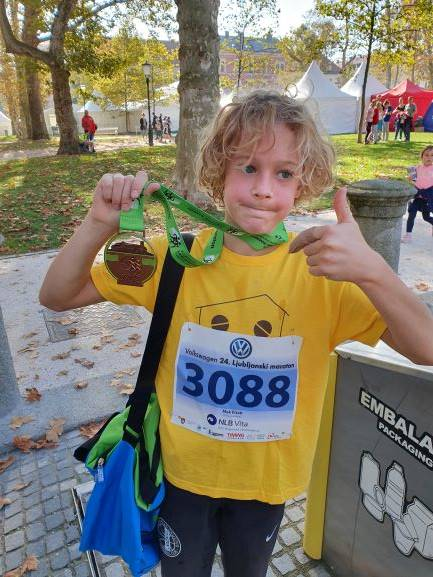 Volkswagen 24. Ljubljanski maraton
3088
NLB Vita
EMBALA
PACKAGING